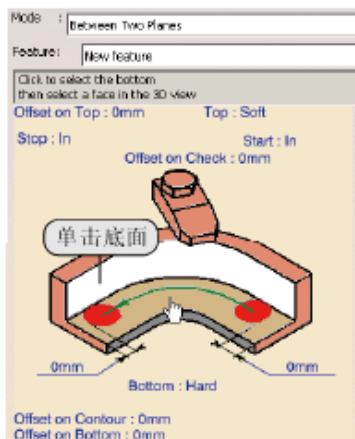 Mode : Between Two Planes
Feature: New feature
Click to select the bottom
then select a face in the 3D view
Offset on Top : 0mm Top : Soft
Stop : In Start : In
Offset on Check : 0mm
单击底面
0mm 0mm
Bottom : Hard
Offset on Contour : 0mm
Offset on Bottom : 0mm